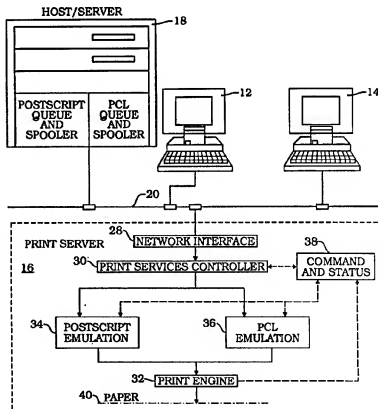 HOST/SERVER
18
POSTSCRIPT QUEUE AND SPOOLER
PCL QUEUE AND SPOOLER
12
14
20
PRINT SERVER
16
28
NETWORK INTERFACE
30
PRINT SERVICES CONTROLLER
38
COMMAND AND STATUS
34
POSTSCRIPT EMULATION
36
PCL EMULATION
32
PRINT ENGINE
40
PAPER